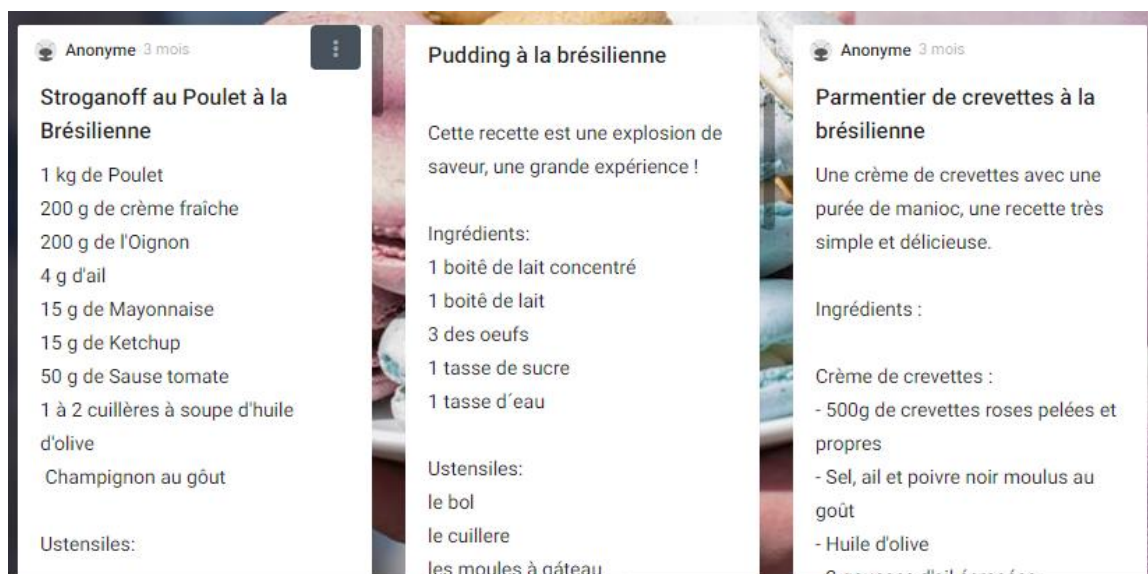 Anonyme 3 mois
Stroganoff au Poulet à la
Brésilienne
1 kg de Poulet
200 g de crème fraîche
200 g de l'Oignon
4 g d'ail
15 g de Mayonnaise
15 g de Ketchup
50 g de Sause tomate
1 à 2 cuillères à soupe d'huile
d'olive
Champignon au gôut
Ustensiles:
Pudding à la brésilienne
Cette recette est une explosion de
saveur, une grande expérience !
Ingrédients:
1 boitê de lait concentré
1 boitê de lait
3 des oeufs
1 tasse de sucre
1 tasse d´eau
Ustensiles:
le bol
le cuillere
les moules à gáteau
Anonyme 3 mois
Parmentier de crevettes à la
brésilienne
Une crème de crevettes avec une
purée de manioc, une recette très
simple et délicieuse.
Ingrédients :
Crème de crevettes :
- 500g de crevettes roses pelées et
propres
- Sel, ail et poivre noir moulus au
goût
- Huile d'olive